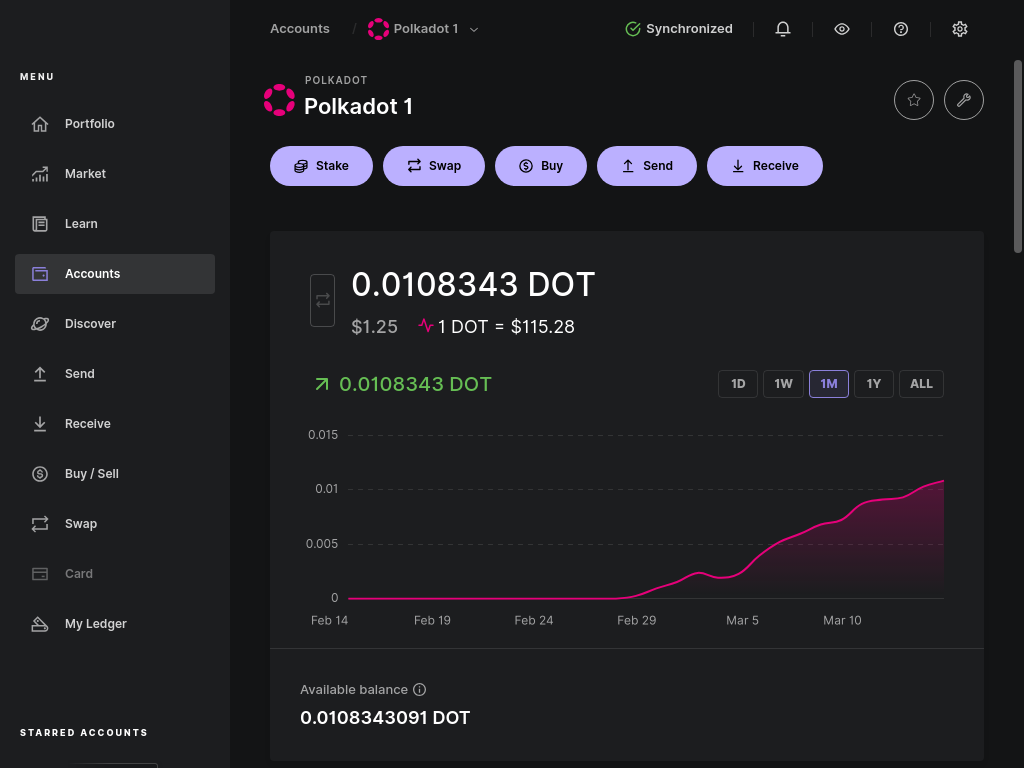 Accounts / Polkadot 1
Synchronized
MENU
Portfolio
Market
Learn
Accounts
Discover
Send
Receive
Buy / Sell
Swap
Card
My Ledger
STARRED ACCOUNTS
POLKADOT
Polkadot 1
Stake
Swap
Buy
Send
Receive
0.0108343 DOT
$1.25
1 DOT = $115.28
0.0108343 DOT
1D
1W
1M
1Y
ALL
0.015
0.01
0.005
0
Feb 14
Feb 19
Feb 24
Feb 29
Mar 5
Mar 10
Available balance
0.0108343091 DOT